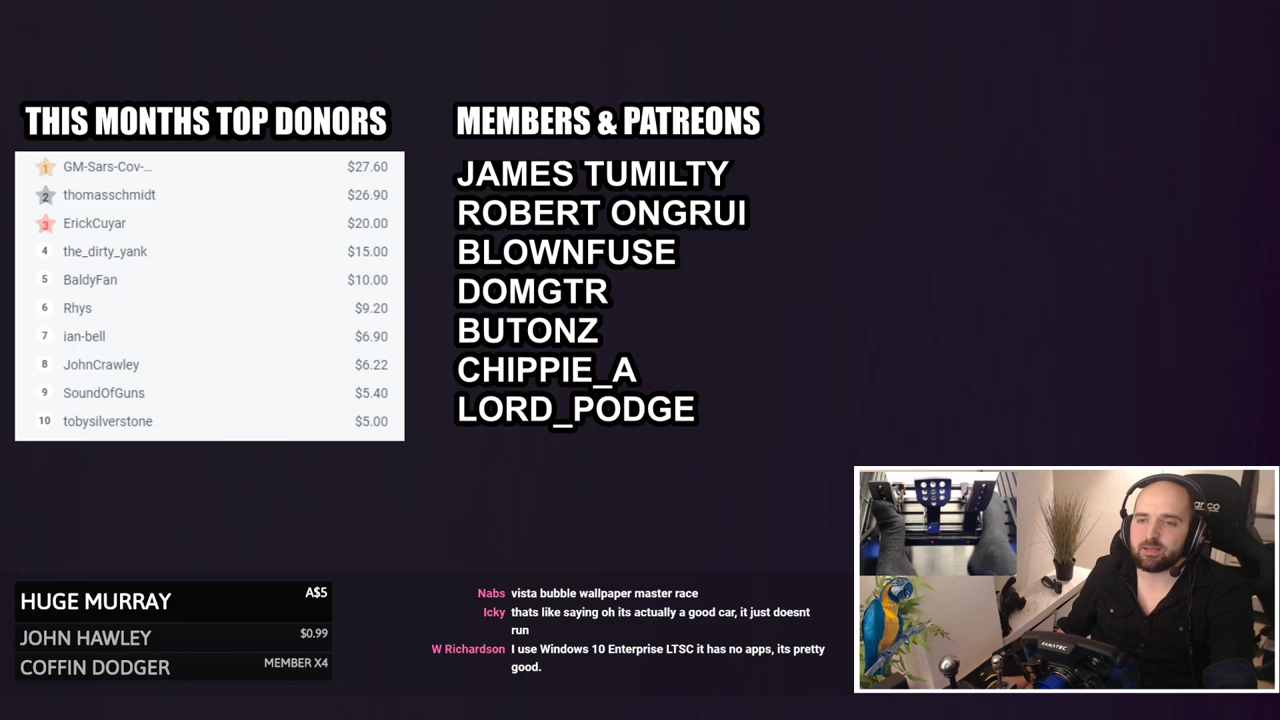 THIS MONTHS TOP DONORS
1 GM-Sars-Cov-... $27.60
2 thomasschmidt $26.90
3 ErickCuyar $20.00
4 the_dirty_yank $15.00
5 BaldyFan $10.00
6 Rhys $9.20
7 ian-bell $6.90
8 JohnCrawley $6.22
9 SoundOfGuns $5.40
10 tobysilverstone $5.00
MEMBERS & PATREONS
JAMES TUMILTY
ROBERT ONGRUI
BLOWNFUSE
DOMGTR
BUTONZ
CHIPPIE_A
LORD_PODGE
HUGE MURRAY A$5
JOHN HAWLEY $0.99
COFFIN DODGER MEMBER X4
Nabs vista bubble wallpaper master race
Icky thats like saying oh its actually a good car, it just doesnt
run
W Richardson I use Windows 10 Enterprise LTSC it has no apps, its pretty
good.
FANATEC